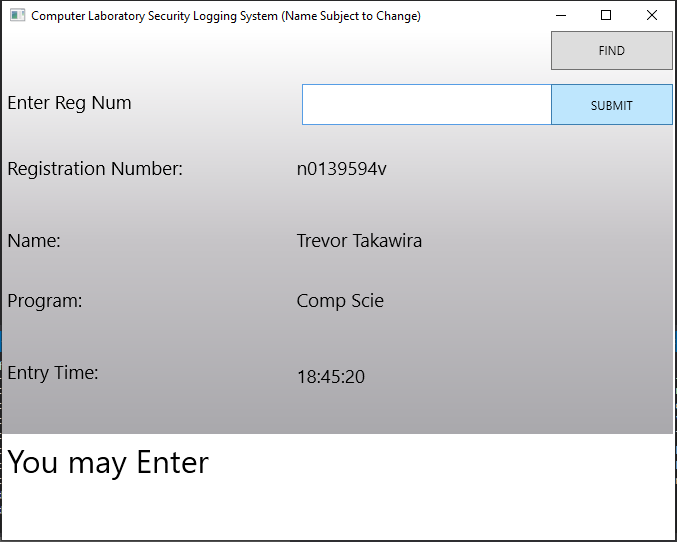 Computer Laboratory Security Logging System (Name Subject to Change)
FIND
Enter Reg Num
SUBMIT
Registration Number: n0139594v
Name: Trevor Takawira
Program: Comp Scie
Entry Time: 18:45:20
You may Enter